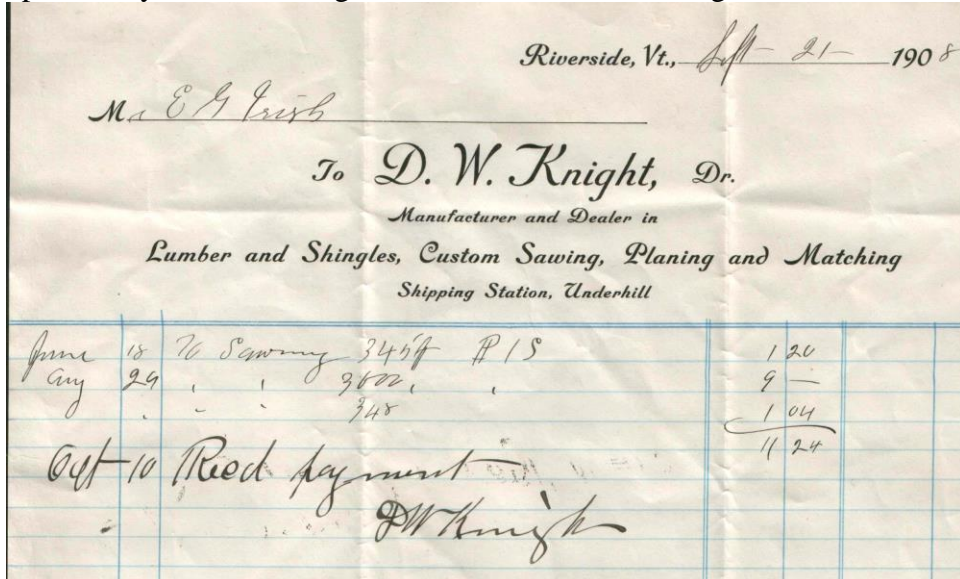 Riverside, Vt., Sept - 21 - 1908
Mr E G Irish
To D. W. Knight, Dr.
Manufacturer and Dealer in
Lumber and Shingles, Custom Sawing, Planing and Matching
Shipping Station, Underhill
June 18 To Sawing 345 ft 1 20
Aug 29 " " 3000 " " 9 —
" " " 348 1 04
11 24
10 Recd payment
D W Knight